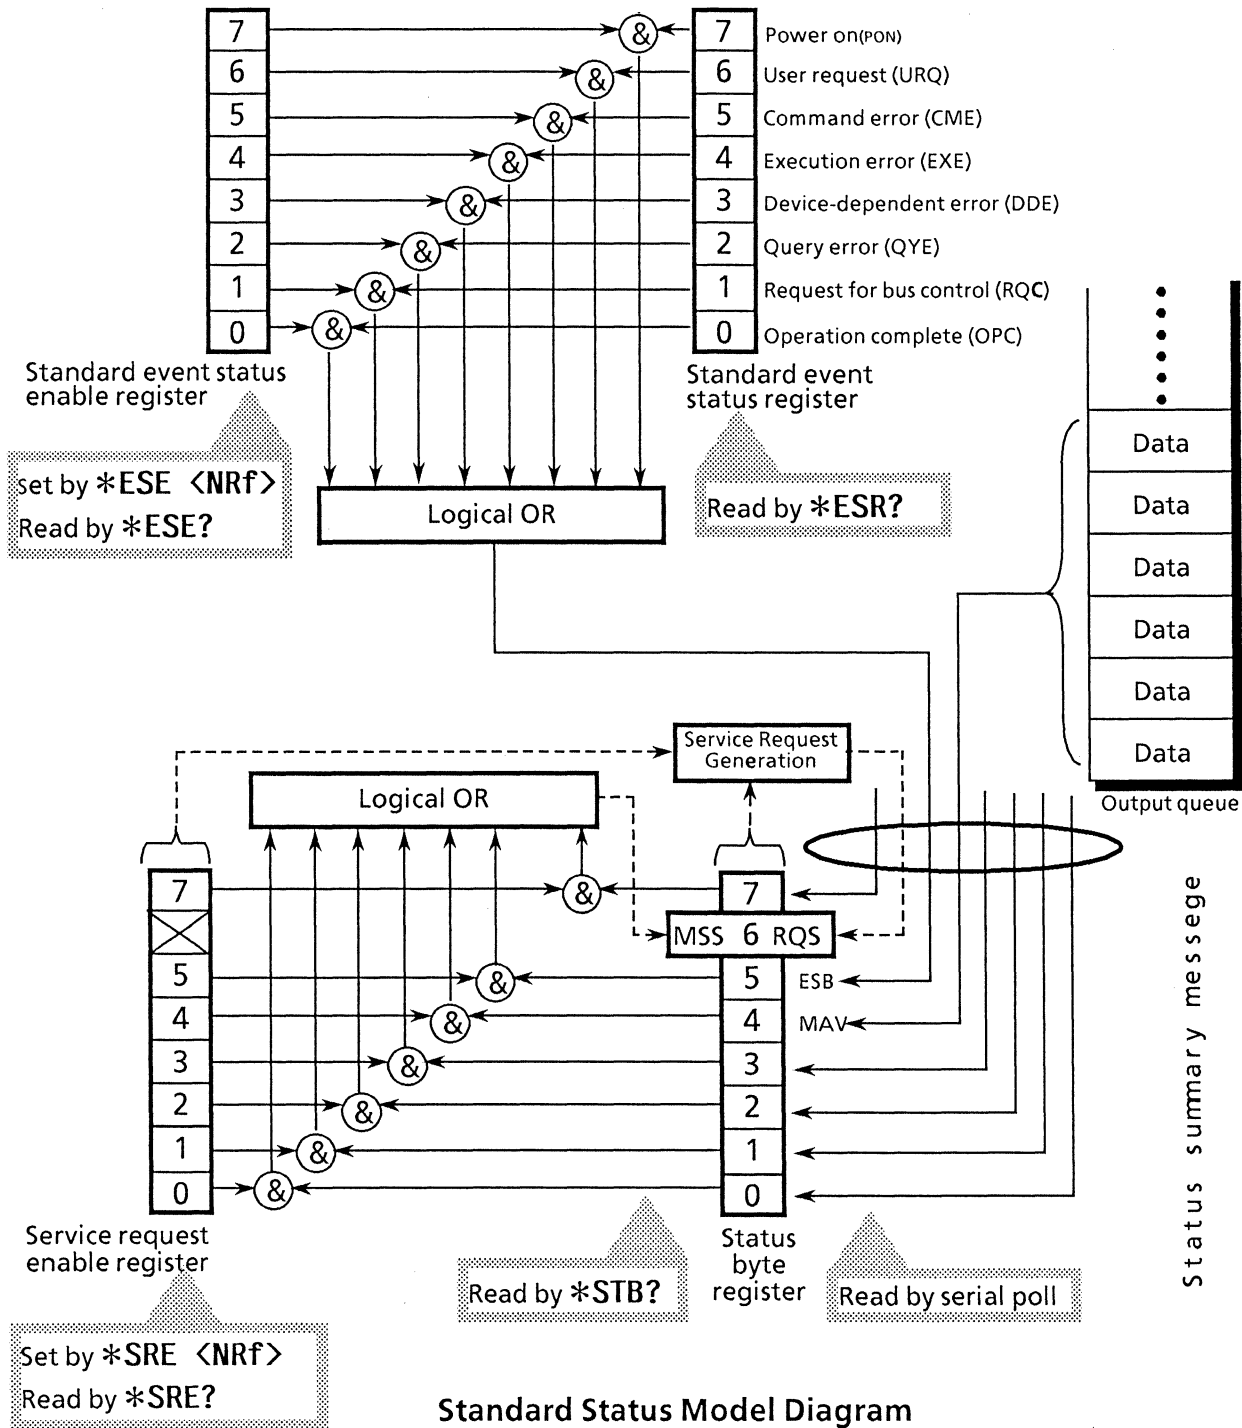 7 & 7 Power on(PON)
6 & 6 User request (URQ)
5 & 5 Command error (CME)
4 & 4 Execution error (EXE)
3 & 3 Device-dependent error (DDE)
2 & 2 Query error (QYE)
1 & 1 Request for bus control (RQC)
0 & 0 Operation complete (OPC)
Standard event status
enable register
Standard event
status register
Set by *ESE <NRf>
Read by *ESE?
Logical OR
Read by *ESR?
Data
Data
Data
Data
Data
Data
Output queue
Service Request
Generation
Logical OR
7 & 7
MSS 6 RQS
5 & 5 ESB
4 & 4 MAV
3 & 3
2 & 2
1 & 1
0 & 0
Status summary messege
Service request
enable register
Status
byte
register
Read by *STB?
Read by serial poll
Set by *SRE <NRf>
Read by *SRE?
Standard Status Model Diagram